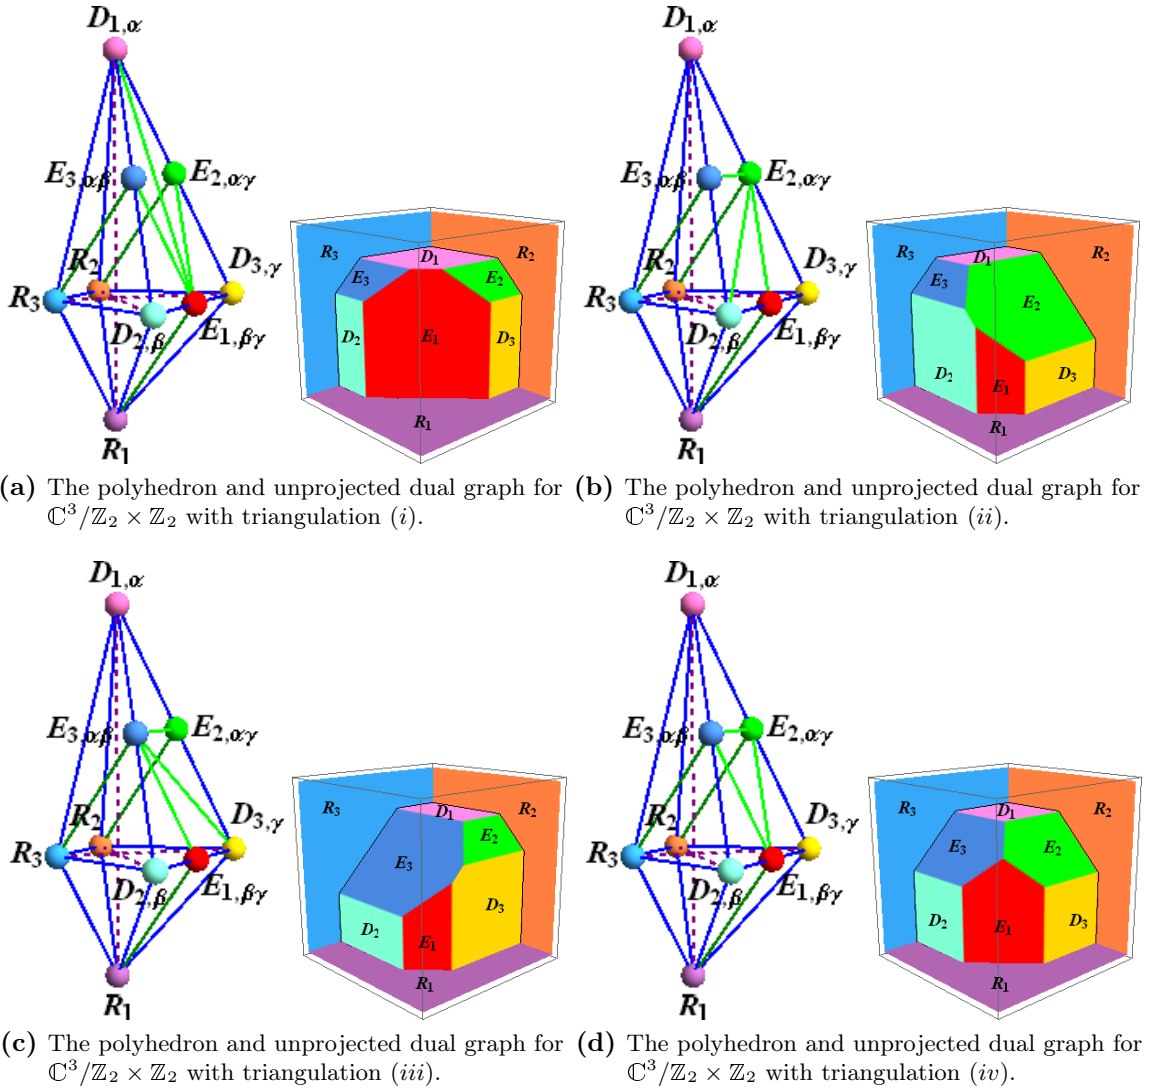 D1,α
E3,αβ
E2,αγ
R2
D3,γ
R3
D2,β
E1,βγ
R1
R3
R2
D1
E3
E2
D2
E1
D3
R1
D1,α
E3,αβ
E2,αγ
R2
D3,γ
R3
D2,β
E1,βγ
R1
R3
R2
D1
E3
E2
D2
E1
D3
R1
(a) The polyhedron and unprojected dual graph for
ℂ³/ℤ₂ × ℤ₂ with triangulation (i).
(b) The polyhedron and unprojected dual graph for
ℂ³/ℤ₂ × ℤ₂ with triangulation (ii).
D1,α
E3,αβ
E2,αγ
R2
D3,γ
R3
D2,β
E1,βγ
R1
R3
R2
D1
E2
E3
D3
D2
E1
R1
D1,α
E3,αβ
E2,αγ
R2
D3,γ
R3
D2,β
E1,βγ
R1
R3
R2
D1
E3
E2
D2
E1
D3
R1
(c) The polyhedron and unprojected dual graph for
ℂ³/ℤ₂ × ℤ₂ with triangulation (iii).
(d) The polyhedron and unprojected dual graph for
ℂ³/ℤ₂ × ℤ₂ with triangulation (iv).